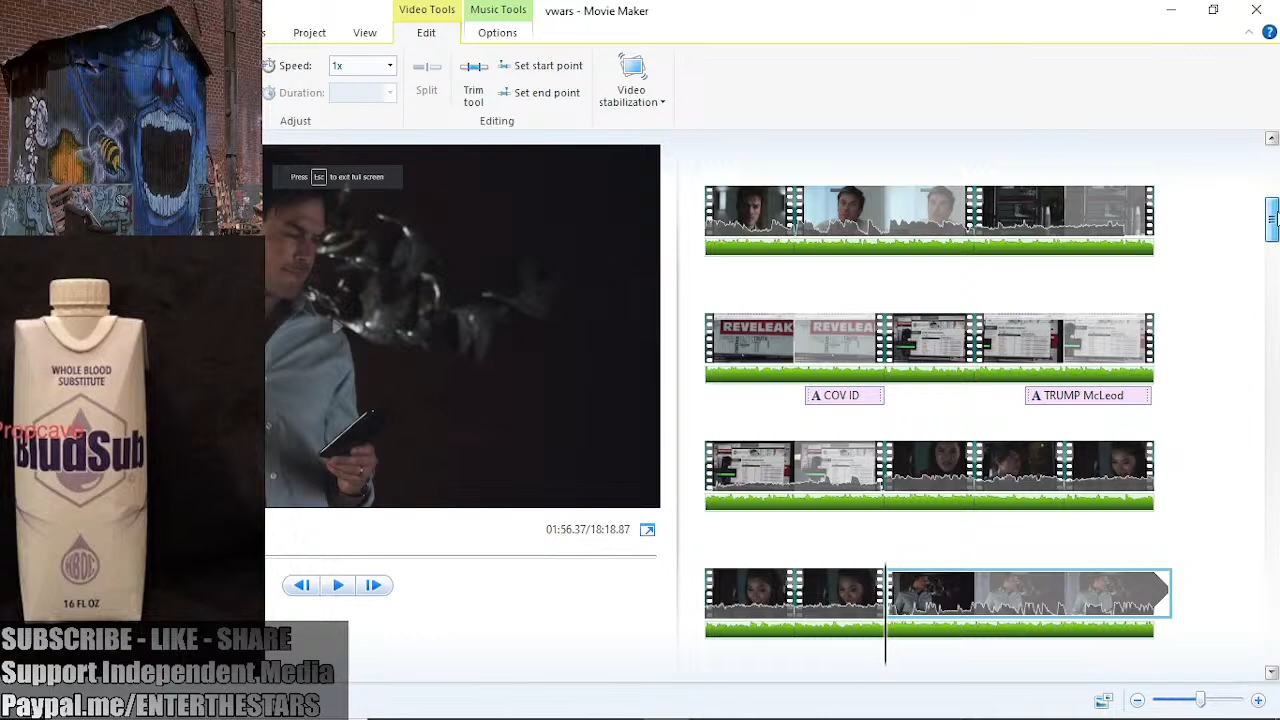 Video Tools
Music Tools
vwars - Movie Maker
Project
View
Edit
Options
Speed:
1x
Duration:
Split
Trim
tool
Set start point
Set end point
Video
stabilization
Adjust
Editing
Press Esc to exit full screen
REVELEAK
REVELEAK
A COV ID
A TRUMP McLeod
01:56.37/18:18.87
WHOLE BLOOD
SUBSTITUTE
Propcave
BludSub
HBOC
16 FL OZ
SUBSCRIBE - LIKE - SHARE
Support Independent Media
Paypal.me/ENTERTHESTARS